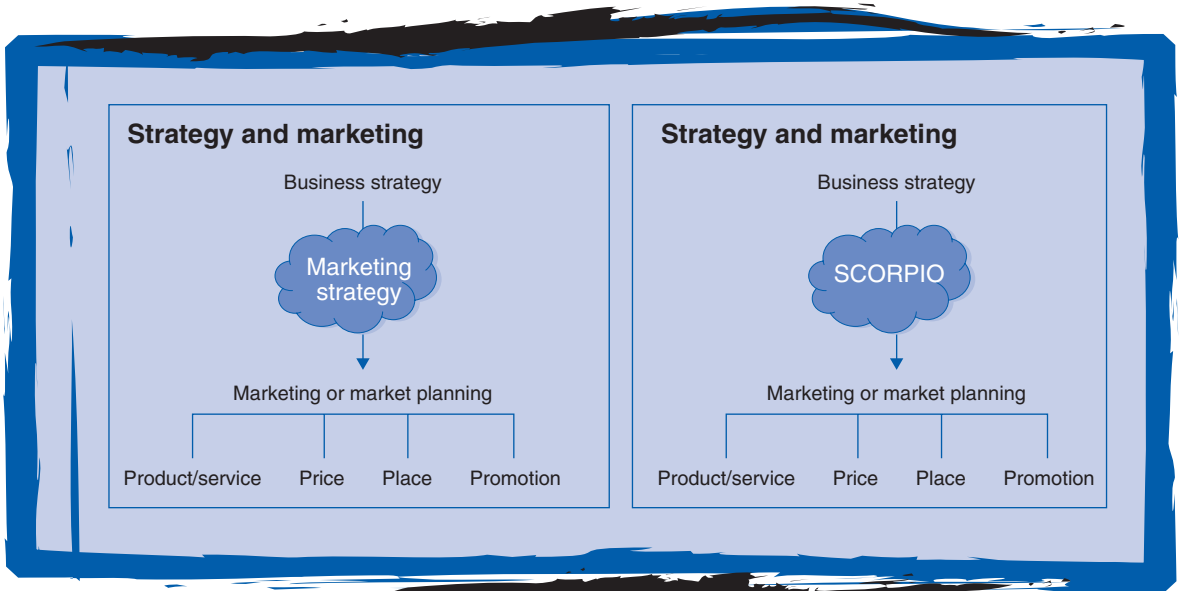 Strategy and marketing
Business strategy
Marketing
strategy
Marketing or market planning
Product/service Price Place Promotion
Strategy and marketing
Business strategy
SCORPIO
Marketing or market planning
Product/service Price Place Promotion